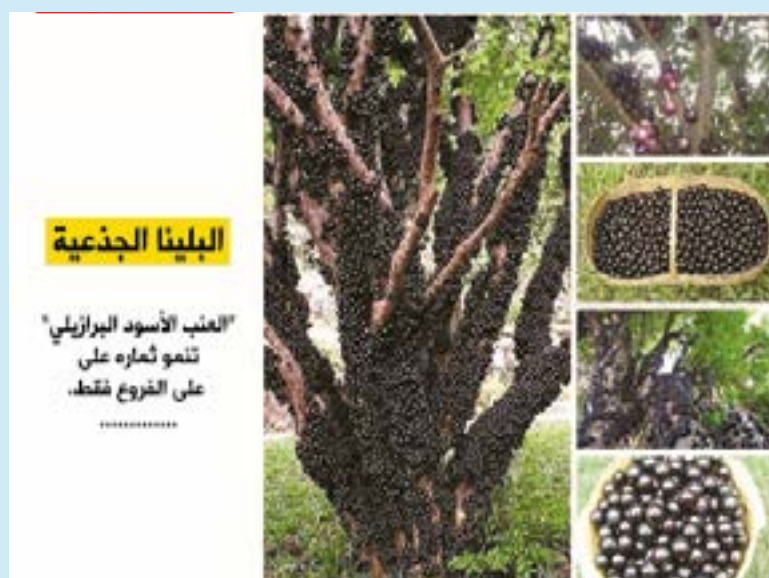 البلينا الجذعية
"العنب الأسود البرازيلي"
تنمو ثماره على
على الفروع فقط.
.............